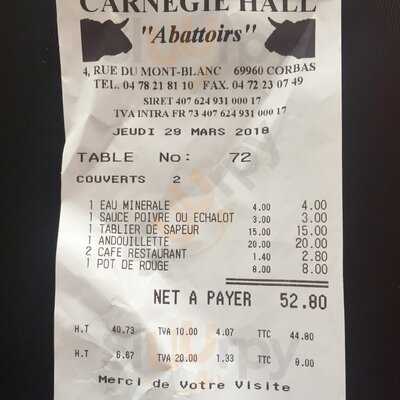 CARNEGIE HALL
"Abattoirs"
4, RUE DU MONT-BLANC 69960 CORBAS
TEL. 04 78 21 81 10 FAX. 04 72 23 07 49
SIRET 407 624 931 000 17
TVA INTRA FR 73 407 624 931 000 17
JEUDI 29 MARS 2018
TABLE No: 72
COUVERTS 2
1 EAU MINERALE 4.00 4.00
1 SAUCE POIVRE OU ECHALOT 3.00 3.00
1 TABLIER DE SAPEUR 15.00 15.00
1 ANDOUILLETTE 20.00 20.00
2 CAFE RESTAURANT 1.40 2.80
1 POT DE ROUGE 8.00 8.00
NET A PAYER 52.80
H.T 40.73 TVA 10.00 4.07 TTC 44.80
H.T 6.67 TVA 20.00 1.33 TTC 8.00
Merci de Votre Visite